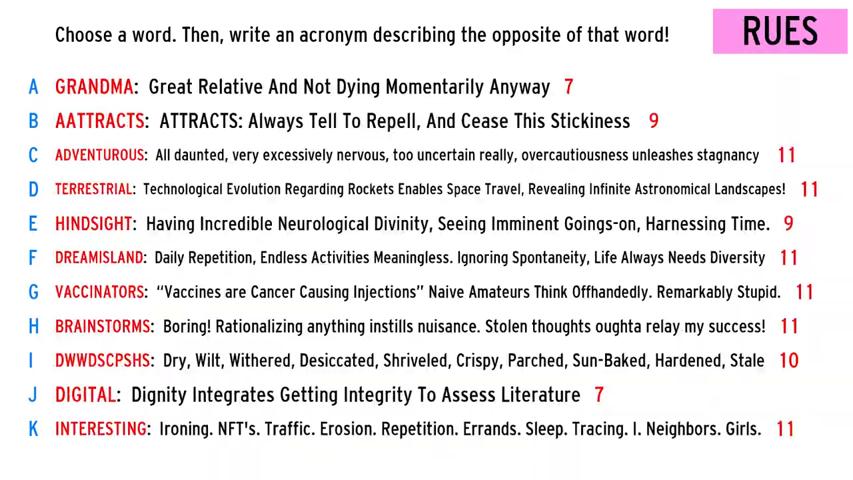 Choose a word. Then, write an acronym describing the opposite of that word!
RUES
A GRANDMA: Great Relative And Not Dying Momentarily Anyway 7
B AATTRACTS: ATTRACTS: Always Tell To Repell, And Cease This Stickiness 9
C ADVENTUROUS: All daunted, very excessively nervous, too uncertain really, overcautiousness unleashes stagnancy 11
D TERRESTRIAL: Technological Evolution Regarding Rockets Enables Space Travel, Revealing Infinite Astronomical Landscapes! 11
E HINDSIGHT: Having Incredible Neurological Divinity, Seeing Imminent Goings-on, Harnessing Time. 9
F DREAMISLAND: Daily Repetition, Endless Activities Meaningless. Ignoring Spontaneity, Life Always Needs Diversity 11
G VACCINATORS: “Vaccines are Cancer Causing Injections” Naive Amateurs Think Offhandedly. Remarkably Stupid. 11
H BRAINSTORMS: Boring! Rationalizing anything instills nuisance. Stolen thoughts oughta relay my success! 11
I DWWDSCPSHS: Dry, Wilt, Withered, Desiccated, Shriveled, Crispy, Parched, Sun-Baked, Hardened, Stale 10
J DIGITAL: Dignity Integrates Getting Integrity To Assess Literature 7
K INTERESTING: Ironing. NFT's. Traffic. Erosion. Repetition. Errands. Sleep. Tracing. I. Neighbors. Girls. 11